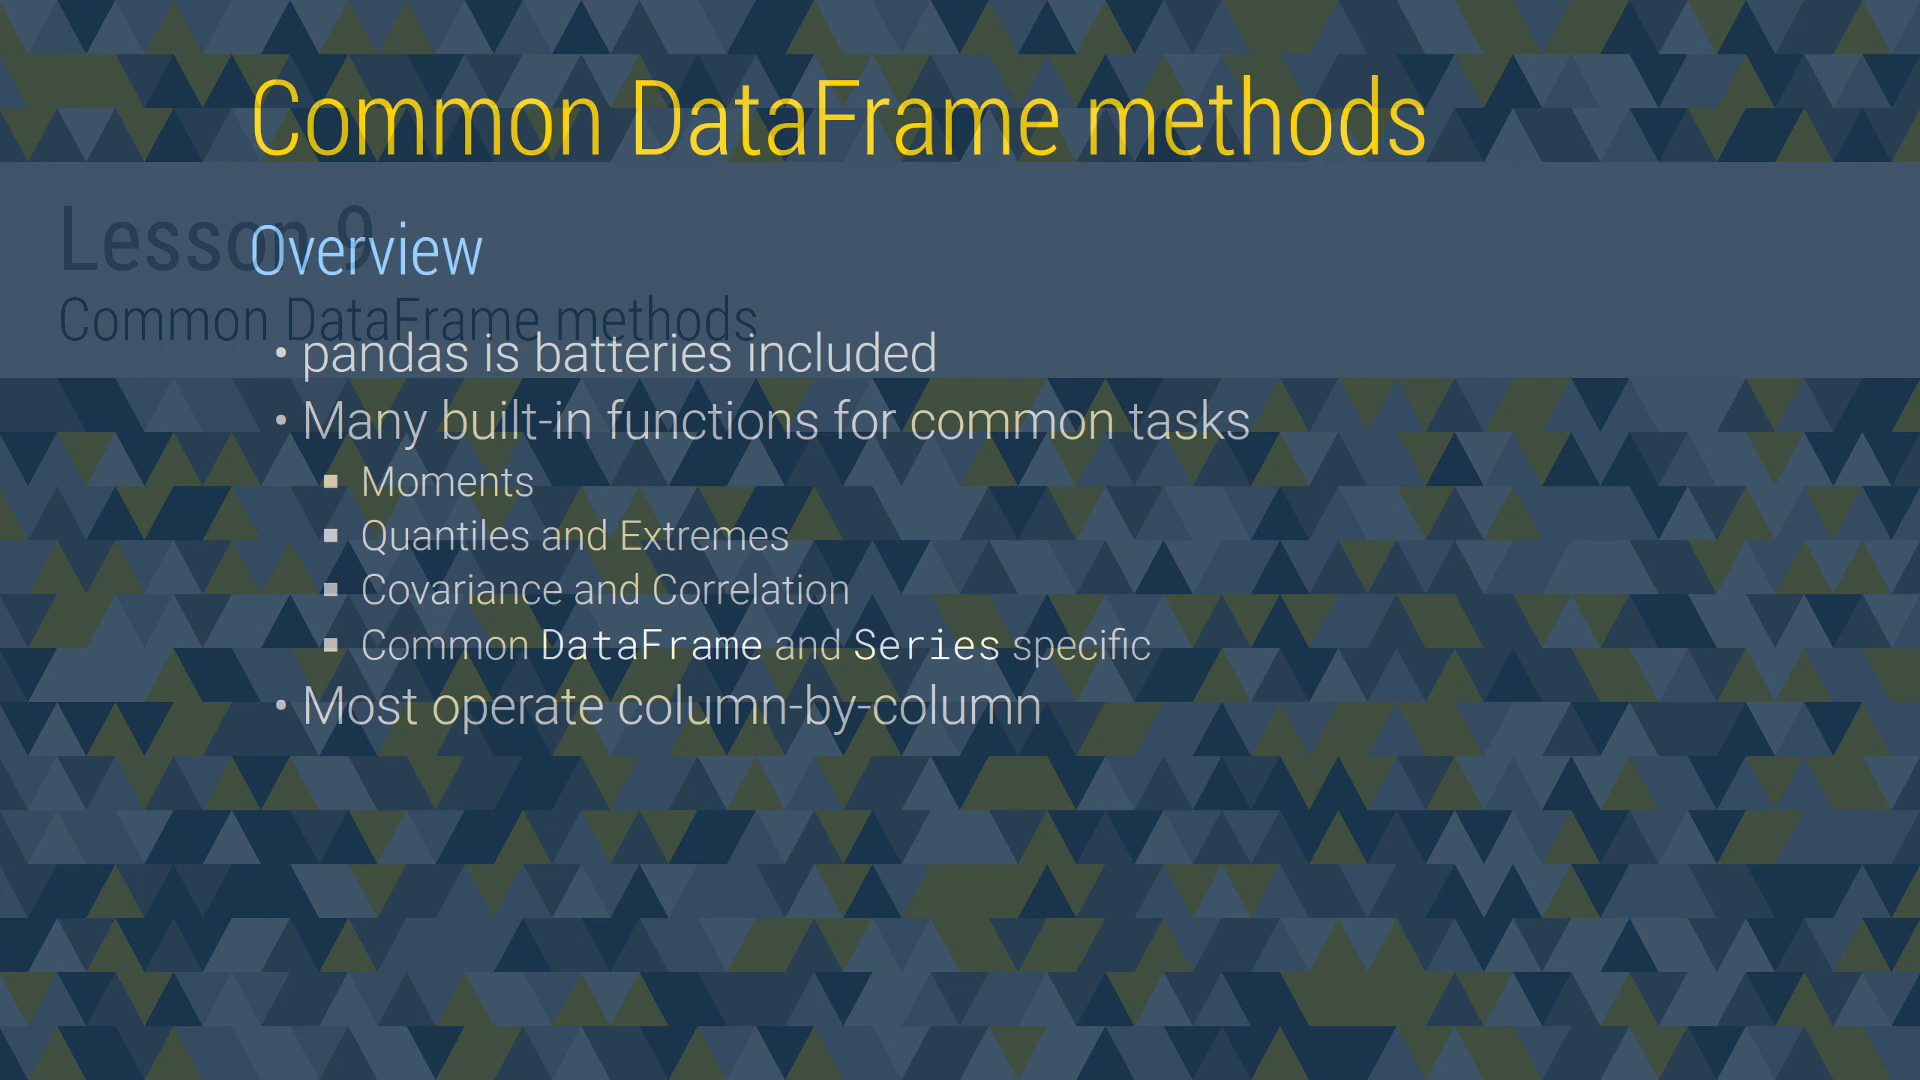 Common DataFrame methods
Lesson 9
Overview
Common DataFrame methods
• pandas is batteries included
• Many built-in functions for common tasks
▪ Moments
▪ Quantiles and Extremes
▪ Covariance and Correlation
▪ Common DataFrame and Series specific
• Most operate column-by-column